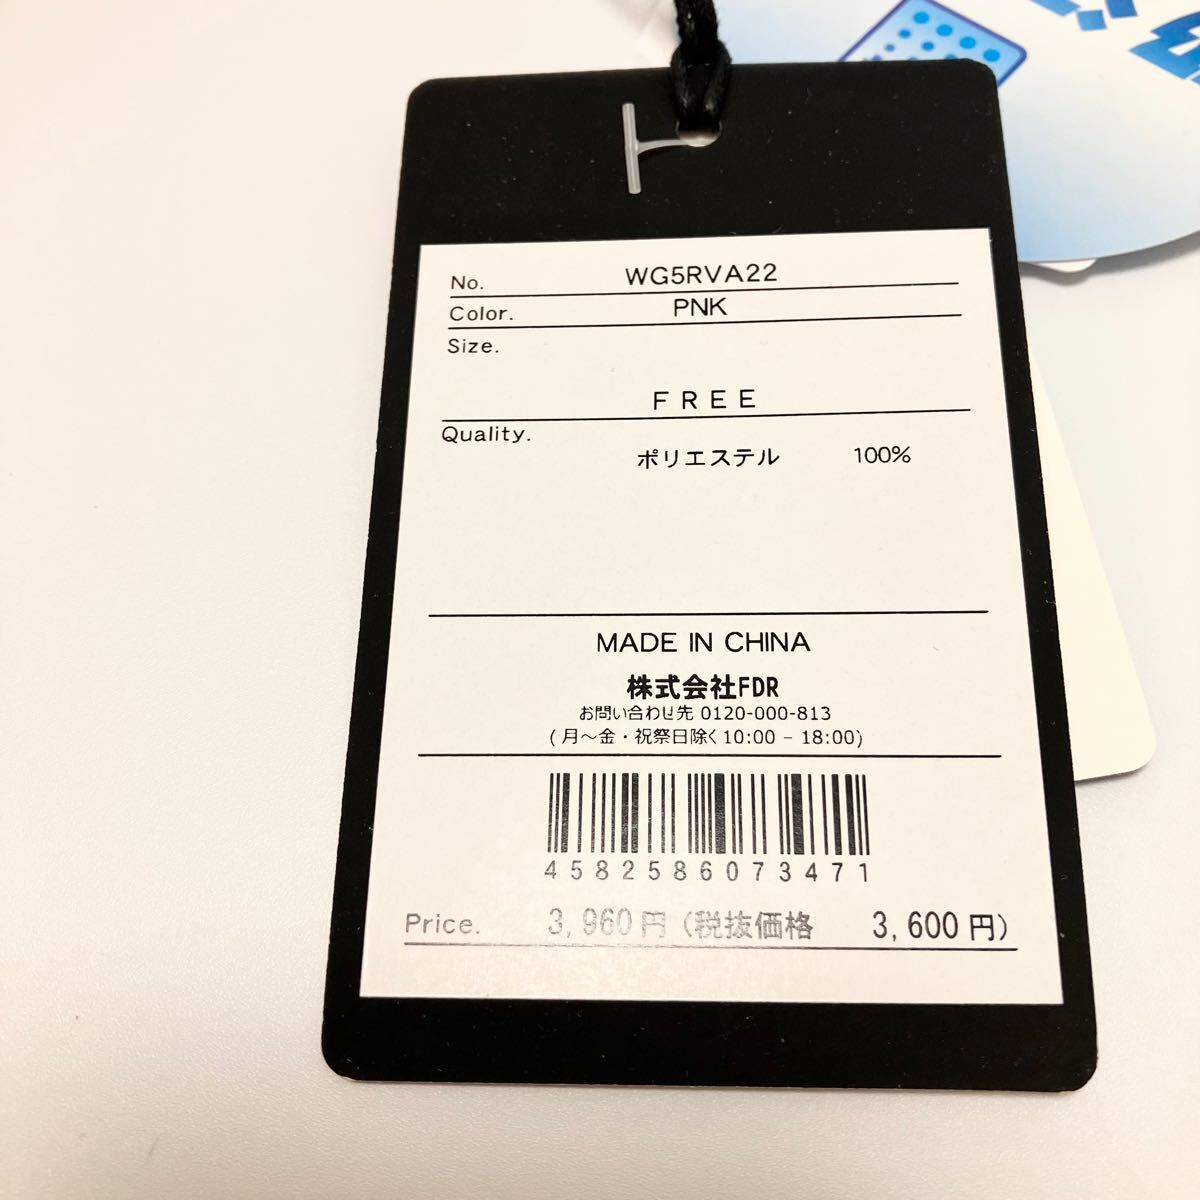 No. WG5RVA22
Color. PNK
Size.
FREE
Quality.
ポリエステル 100%
MADE IN CHINA
株式会社FDR
お問い合わせ先 0120-000-813
(月～金・祝祭日除く10:00 – 18:00)
4582586073471
Price. 3,960円 (税抜価格 3,600円)